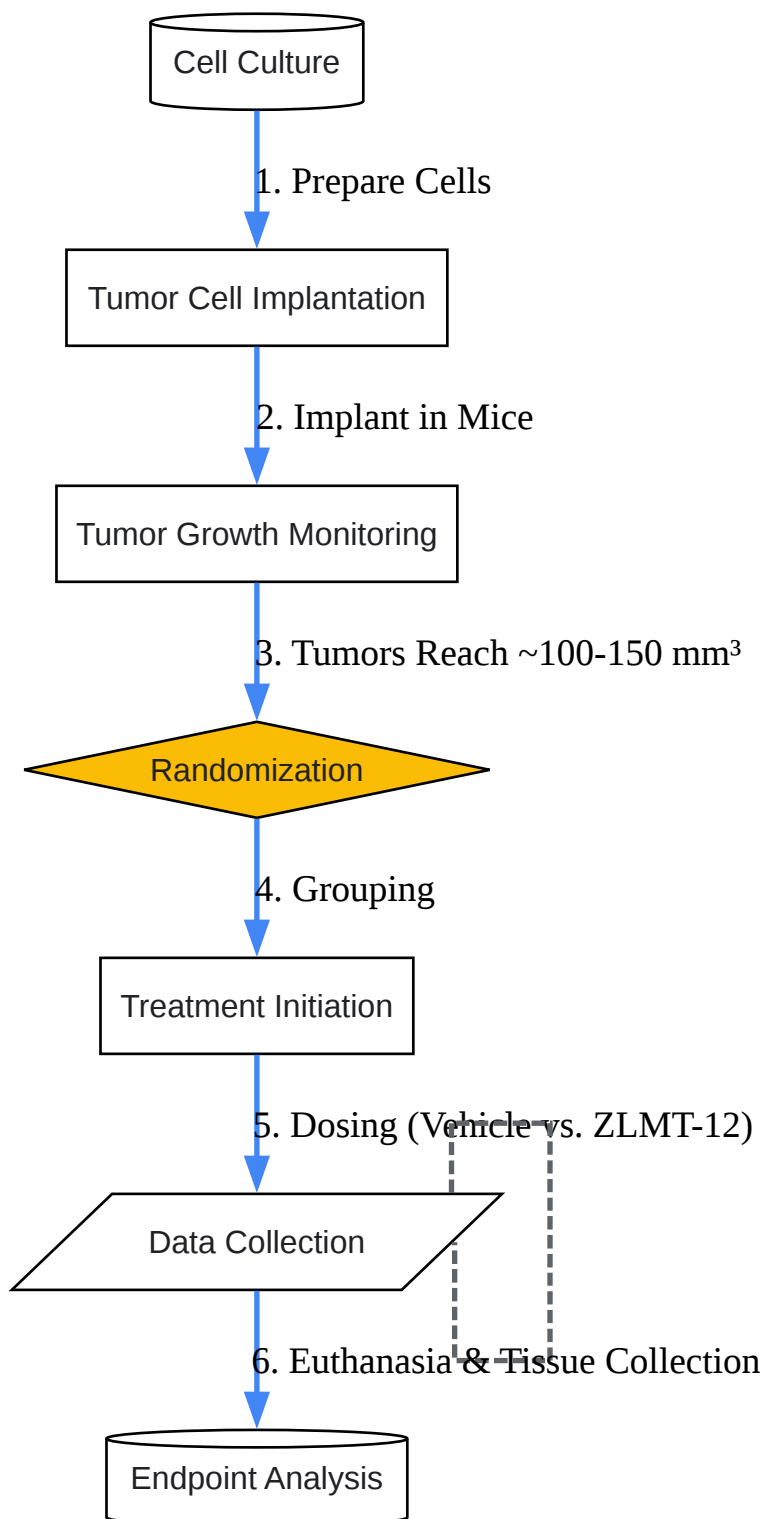 Cell Culture
1. Prepare Cells
Tumor Cell Implantation
2. Implant in Mice
Tumor Growth Monitoring
3. Tumors Reach ~100-150 mm³
Randomization
4. Grouping
Treatment Initiation
5. Dosing (Vehicle vs. ZLMT-12)
Data Collection
6. Euthanasia & Tissue Collection
Endpoint Analysis